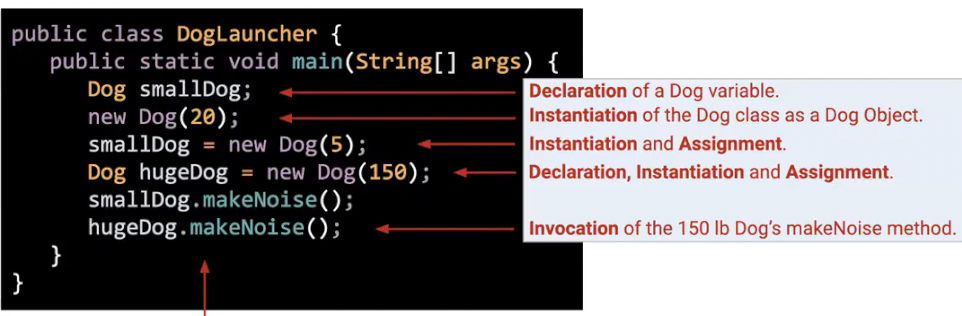 public class DogLauncher {
public static void main(String[] args) {
Dog smallDog;
new Dog(20);
smallDog = new Dog(5);
Dog hugeDog = new Dog(150);
smallDog.makeNoise();
hugeDog.makeNoise();
}
}
Declaration of a Dog variable.
Instantiation of the Dog class as a Dog Object.
Instantiation and Assignment.
Declaration, Instantiation and Assignment.
Invocation of the 150 lb Dog’s makeNoise method.